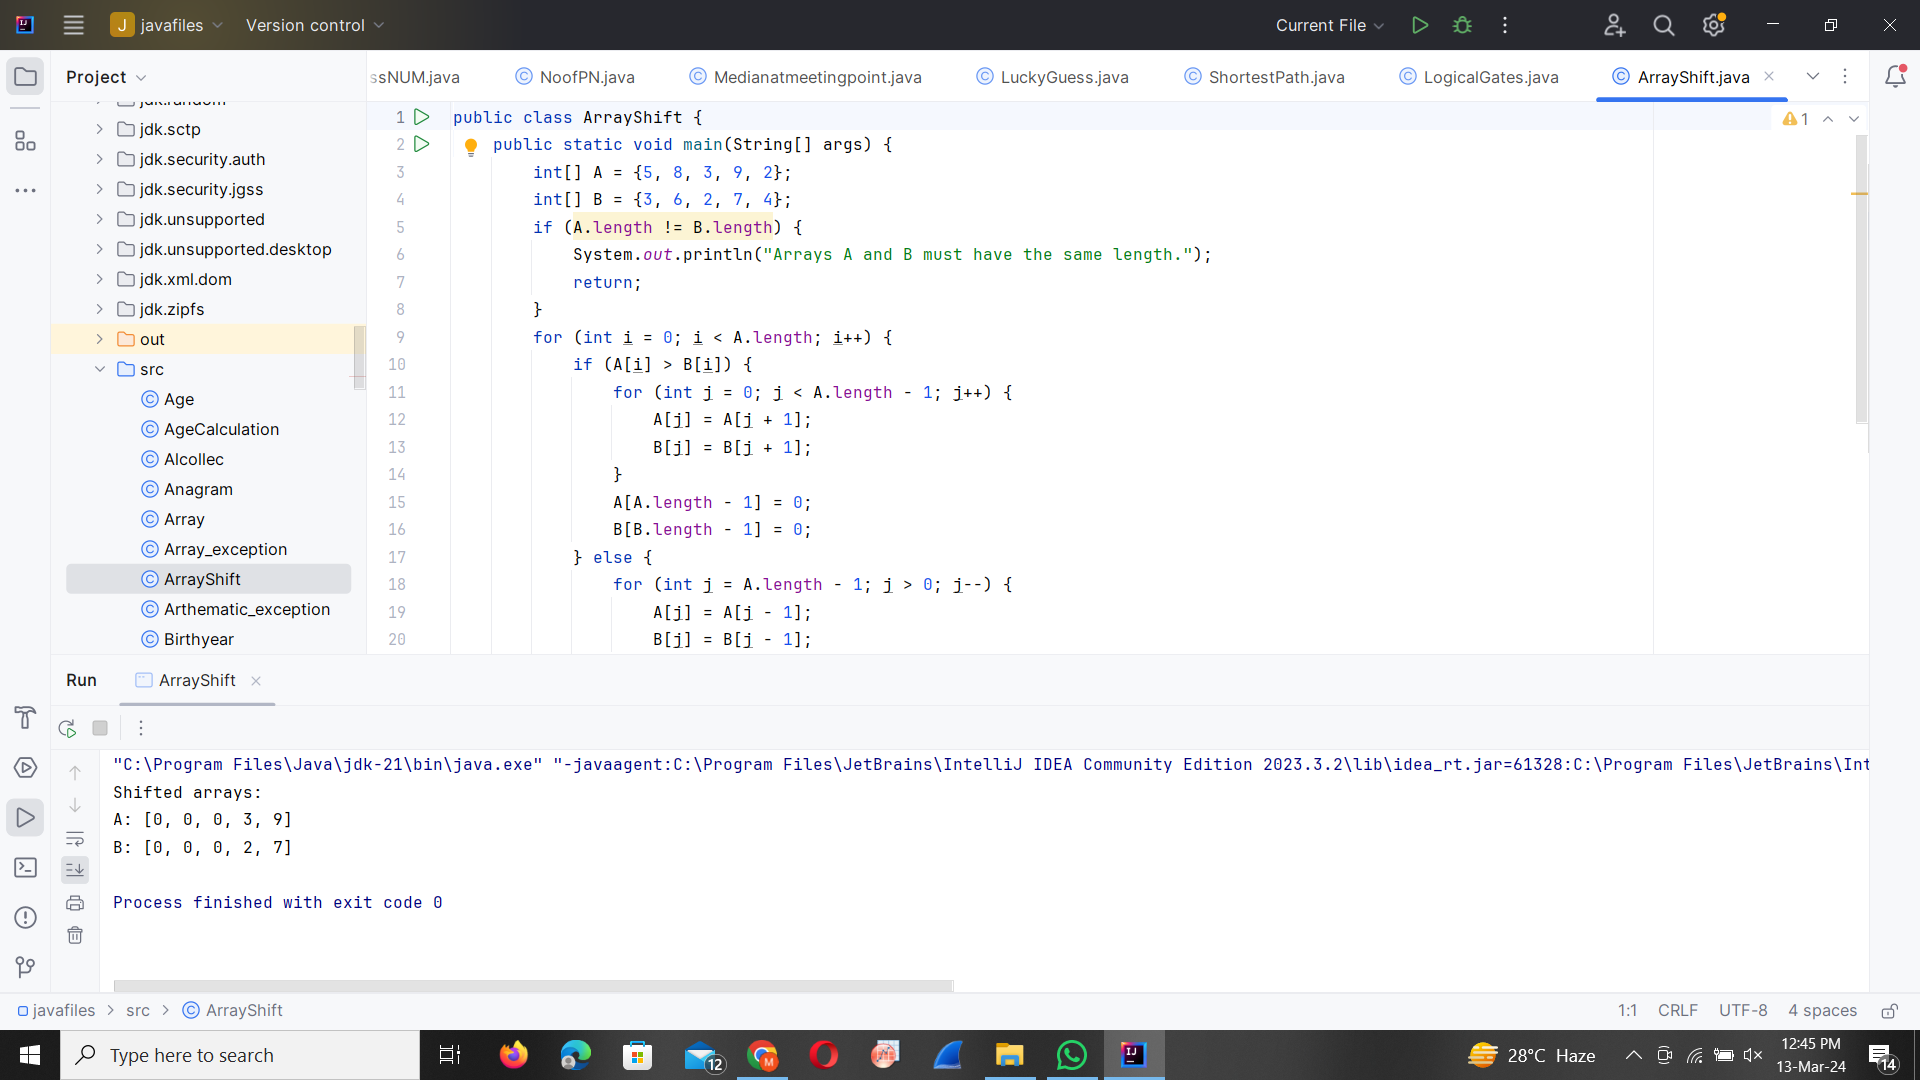 J javafiles Version control Current File
Project
ssNUM.java NoofPN.java Medianatmeetingpoint.java LuckyGuess.java ShortestPath.java LogicalGates.java ArrayShift.java
jdk.random
jdk.sctp
jdk.security.auth
jdk.security.jgss
jdk.unsupported
jdk.unsupported.desktop
jdk.xml.dom
jdk.zipfs
out
src
Age
AgeCalculation
Alcollec
Anagram
Array
Array_exception
ArrayShift
Arthematic_exception
Birthyear
1
1 public class ArrayShift {
2 public static void main(String[] args) {
3 int[] A = {5, 8, 3, 9, 2};
4 int[] B = {3, 6, 2, 7, 4};
5 if (A.length != B.length) {
6 System.out.println("Arrays A and B must have the same length.");
7 return;
8 }
9 for (int i = 0; i < A.length; i++) {
10 if (A[i] > B[i]) {
11 for (int j = 0; j < A.length - 1; j++) {
12 A[j] = A[j + 1];
13 B[j] = B[j + 1];
14 }
15 A[A.length - 1] = 0;
16 B[B.length - 1] = 0;
17 } else {
18 for (int j = A.length - 1; j > 0; j--) {
19 A[j] = A[j - 1];
20 B[j] = B[j - 1];
Run ArrayShift
"C:\Program Files\Java\jdk-21\bin\java.exe" "-javaagent:C:\Program Files\JetBrains\IntelliJ IDEA Community Edition 2023.3.2\lib\idea_rt.jar=61328:C:\Program Files\JetBrains\Int
Shifted arrays:
A: [0, 0, 0, 3, 9]
B: [0, 0, 0, 2, 7]
Process finished with exit code 0
javafiles > src > ArrayShift 1:1 CRLF UTF-8 4 spaces
Type here to search 12 28°C Haze 12:45 PM
13-Mar-24 14